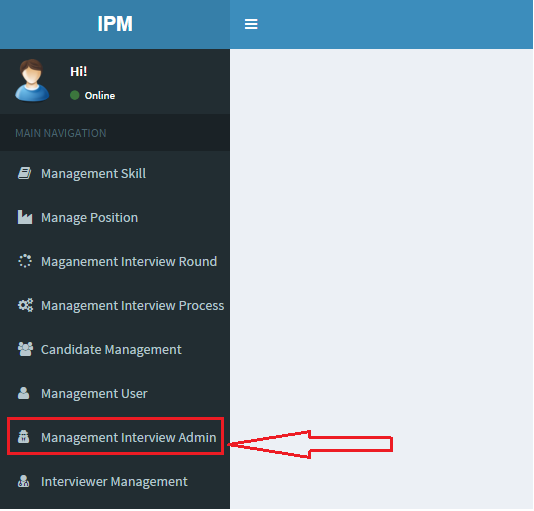 IPM
Hi!
Online
MAIN NAVIGATION
Management Skill
Manage Position
Maganement Interview Round
Management Interview Process
Candidate Management
Management User
Management Interview Admin
Interviewer Management